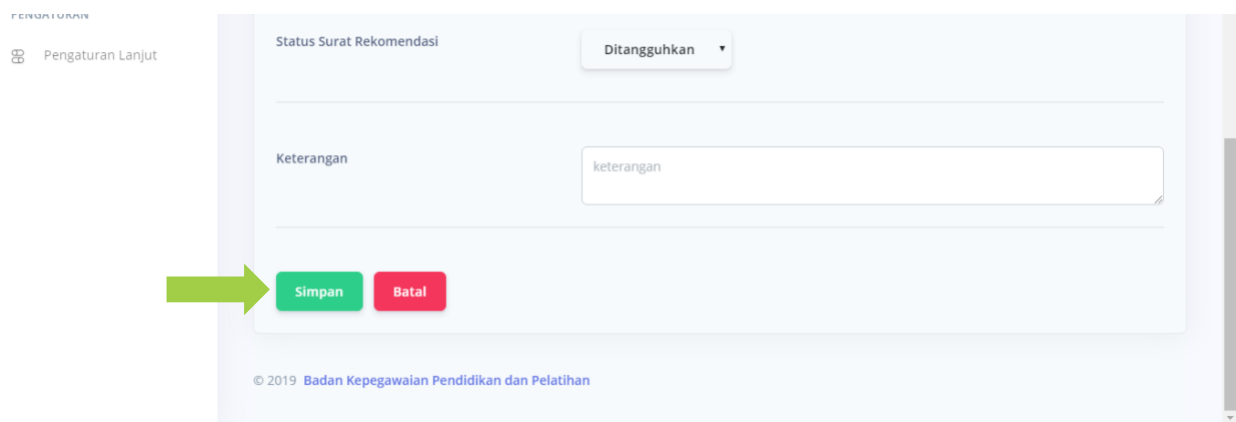 PENGATURAN
Pengaturan Lanjut
Status Surat Rekomendasi
Ditangguhkan
Keterangan
keterangan
Simpan
Batal
© 2019 Badan Kepegawaian Pendidikan dan Pelatihan